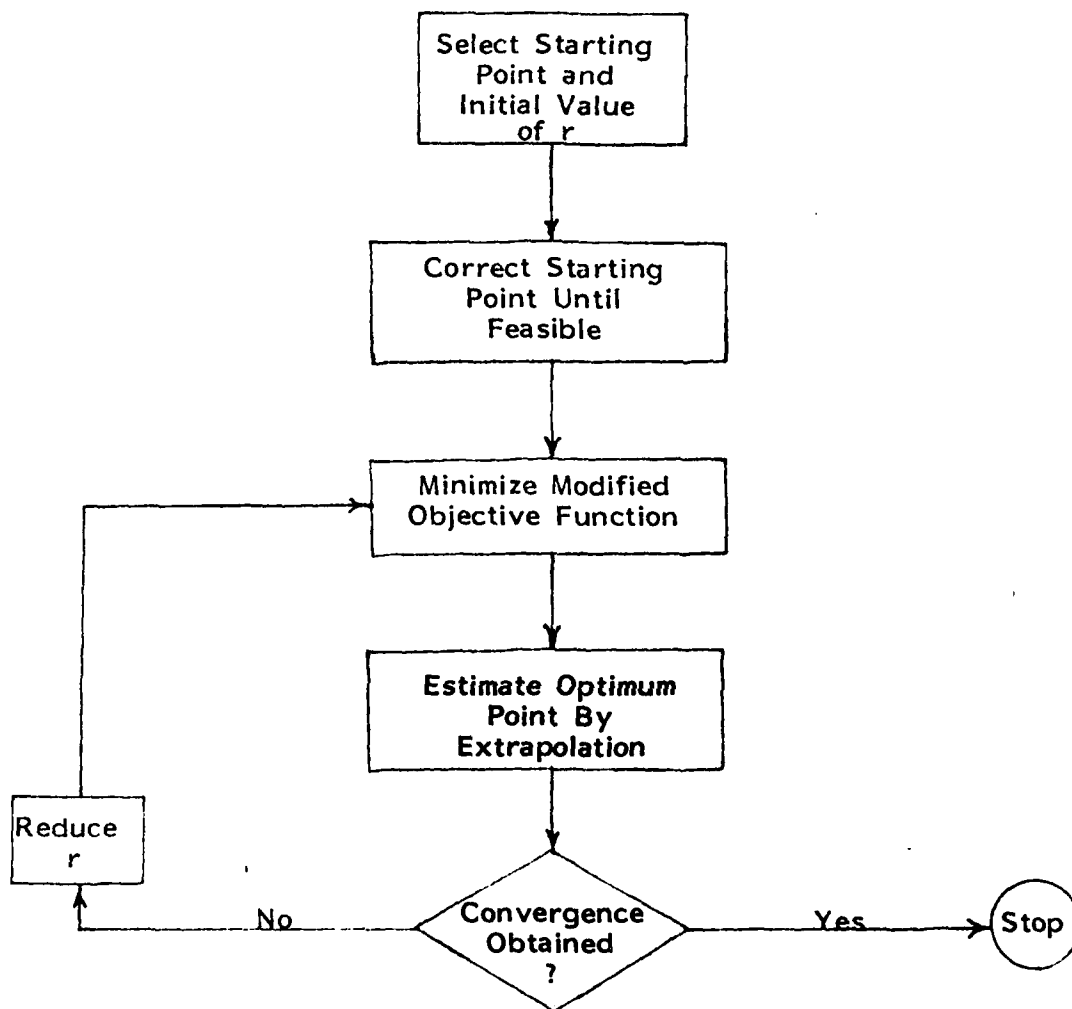 Select Starting
Point and
Initial Value
of r
Correct Starting
Point Until
Feasible
Minimize Modified
Objective Function
Estimate Optimum
Point By
Extrapolation
Reduce
r
No
Convergence
Obtained
?
Yes
Stop